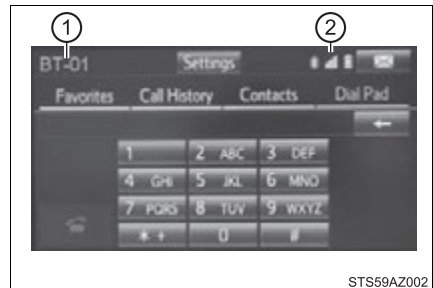 1 2
BT-01 Settings
Favorites Call History Contacts Dial Pad
1 2 ABC 3 DEF
4 GHI 5 JKL 6 MNO
7 PQRS 8 TUV 9 WXYZ
* + 0 #
STS59AZ002